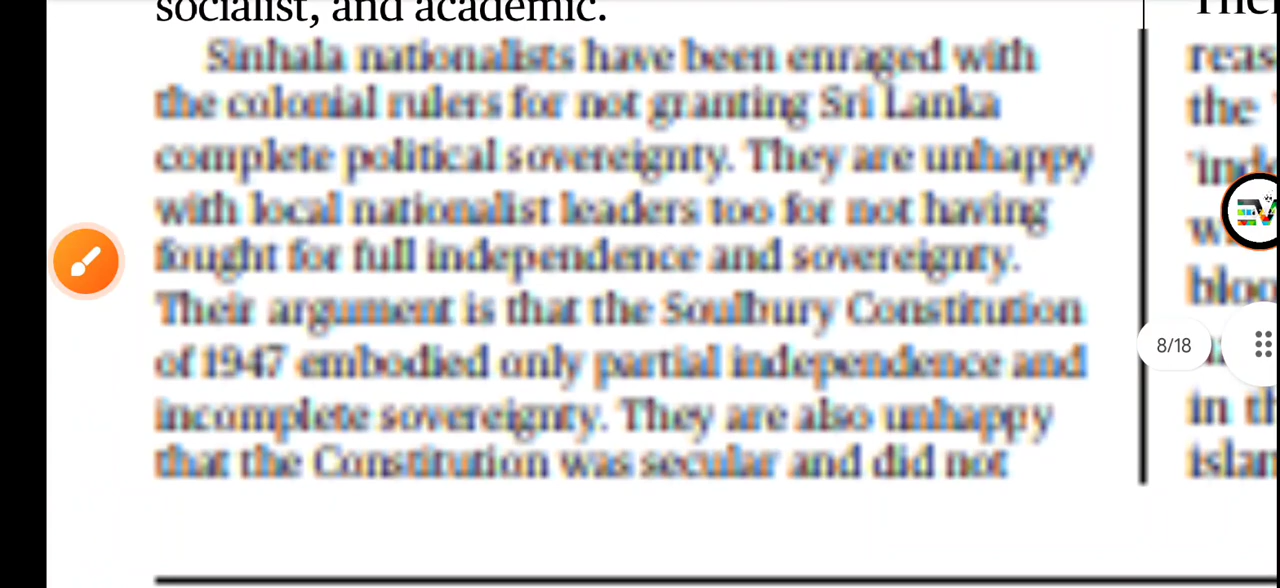 socialist, and academic.
Sinhala nationalists have been enraged with
the colonial rulers for not granting Sri Lanka
complete political sovereignty. They are unhappy
with local nationalist leaders too for not having
fought for full independence and sovereignty.
Their argument is that the Soulbury Constitution
of 1947 embodied only partial independence and
incomplete sovereignty. They are also unhappy
that the Constitution was secular and did not
the
in
8/18